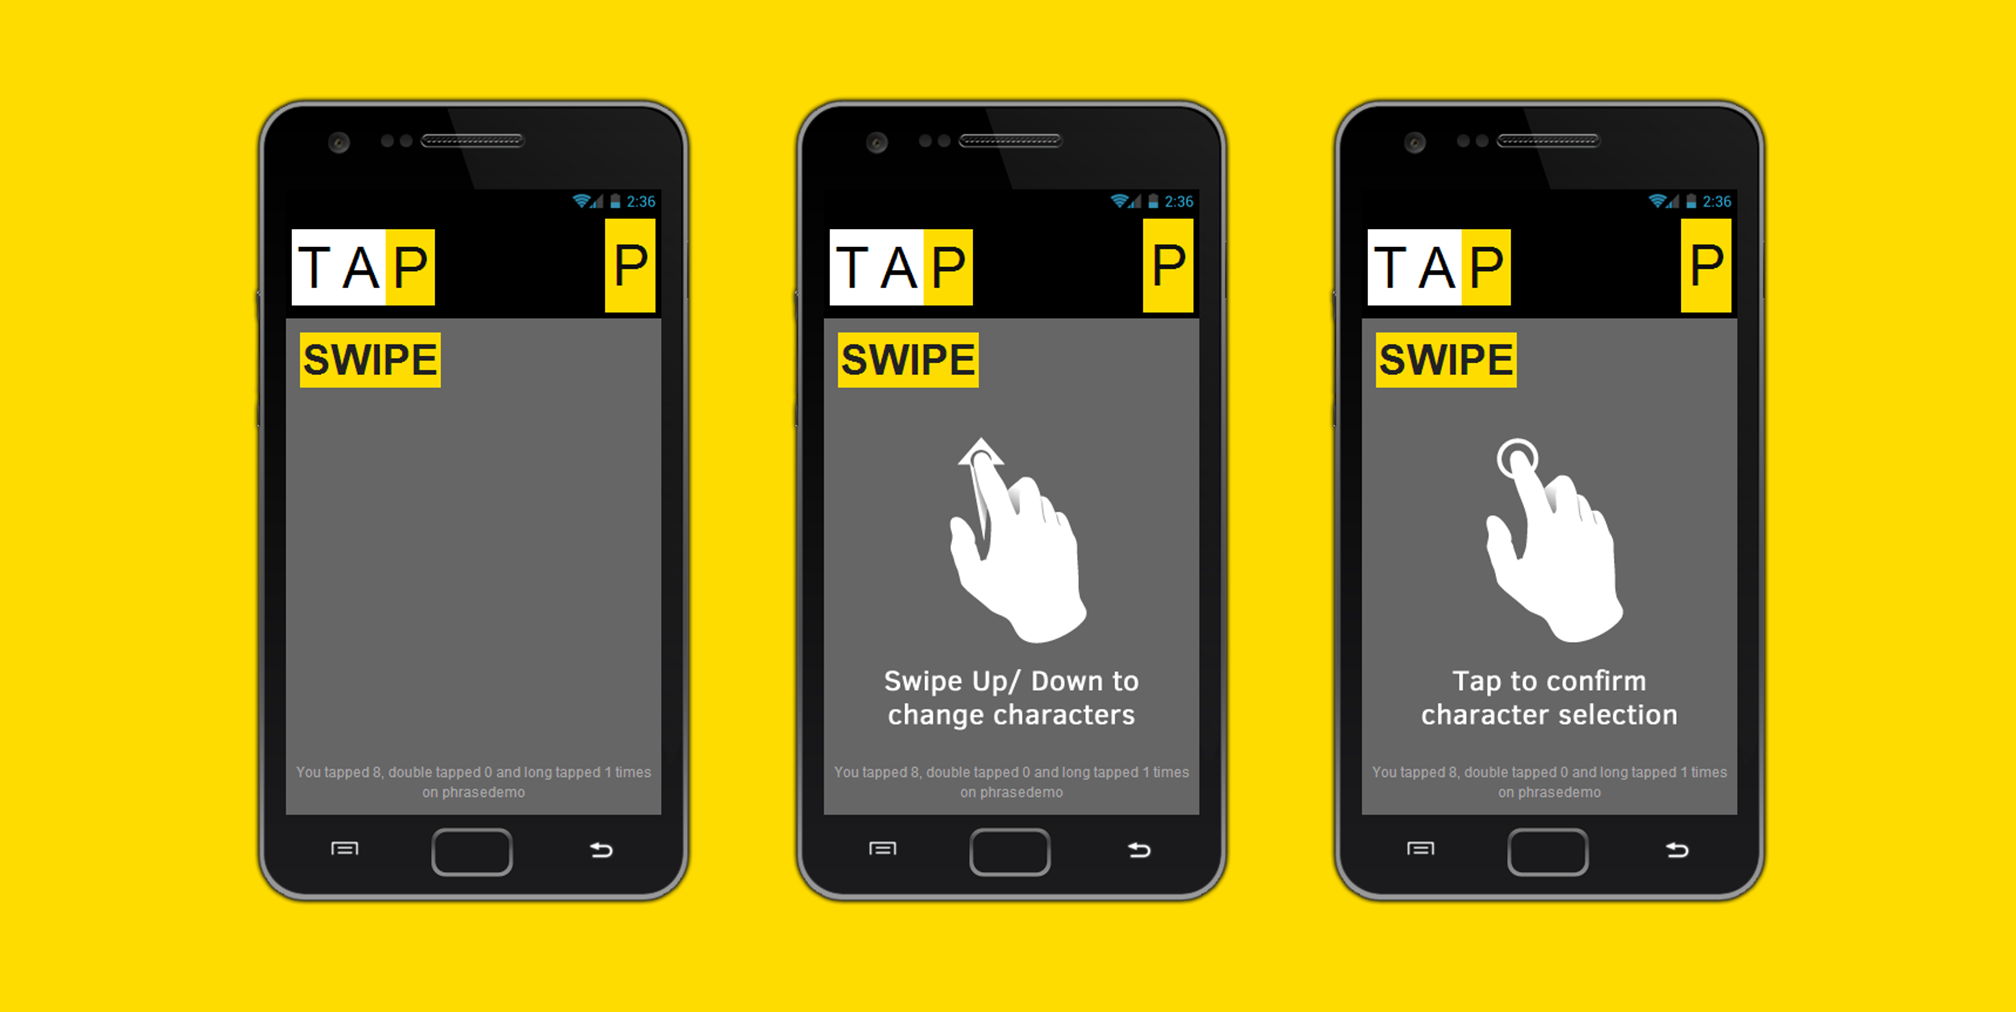 2:36
TAP P
SWIPE
You tapped 8, double tapped 0 and long tapped 1 times
on phrasedemo
2:36
TAP P
SWIPE
Swipe Up/ Down to
change characters
You tapped 8, double tapped 0 and long tapped 1 times
on phrasedemo
2:36
TAP P
SWIPE
Tap to confirm
character selection
You tapped 8, double tapped 0 and long tapped 1 times
on phrasedemo